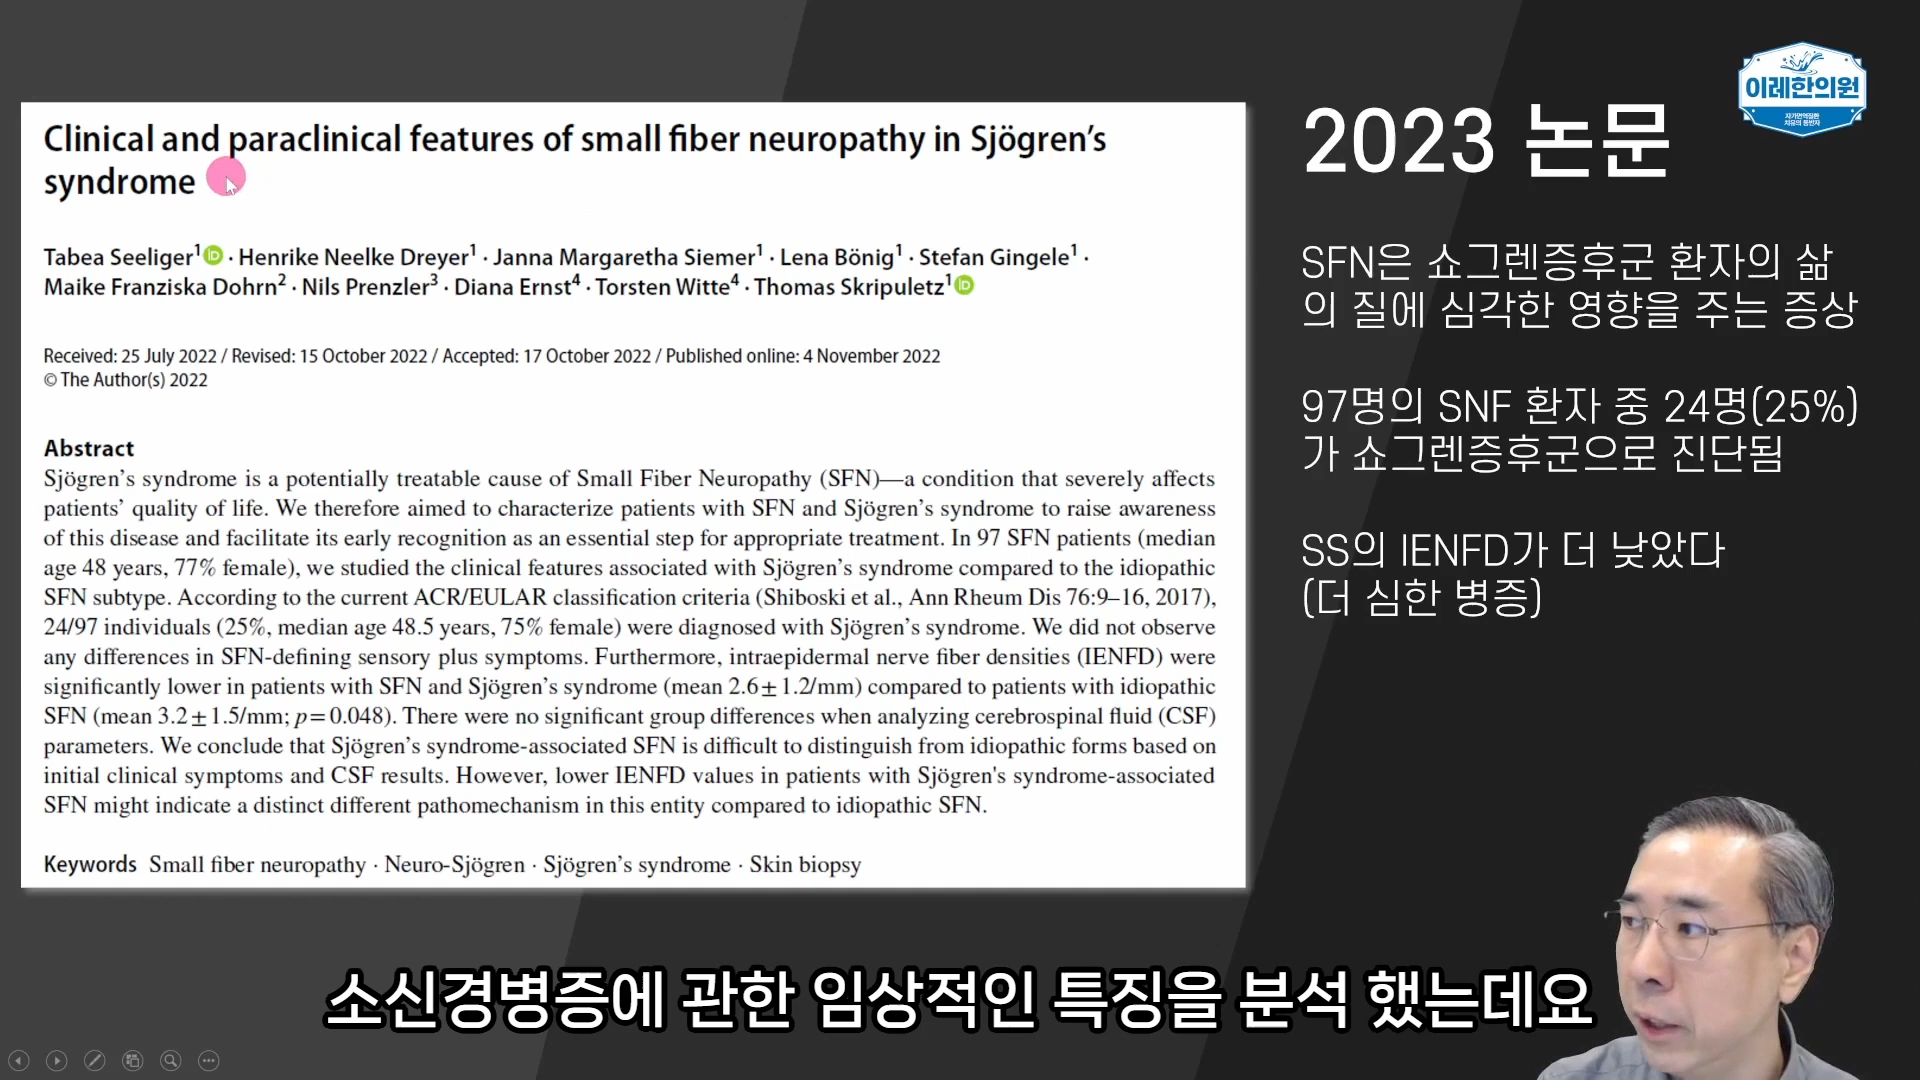 Clinical and paraclinical features of small fiber neuropathy in Sjögren’s
syndrome
Tabea Seeliger1 iD · Henrike Neelke Dreyer1 · Janna Margaretha Siemer1 · Lena Bönig1 · Stefan Gingele1 ·
Maike Franziska Dohrn2 · Nils Prenzler3 · Diana Ernst4 · Torsten Witte4 · Thomas Skripuletz1 iD
Received: 25 July 2022 / Revised: 15 October 2022 / Accepted: 17 October 2022 / Published online: 4 November 2022
© The Author(s) 2022
Abstract
Sjögren’s syndrome is a potentially treatable cause of Small Fiber Neuropathy (SFN)—a condition that severely affects
patients’ quality of life. We therefore aimed to characterize patients with SFN and Sjögren’s syndrome to raise awareness
of this disease and facilitate its early recognition as an essential step for appropriate treatment. In 97 SFN patients (median
age 48 years, 77% female), we studied the clinical features associated with Sjögren’s syndrome compared to the idiopathic
SFN subtype. According to the current ACR/EULAR classification criteria (Shiboski et al., Ann Rheum Dis 76:9–16, 2017),
24/97 individuals (25%, median age 48.5 years, 75% female) were diagnosed with Sjögren’s syndrome. We did not observe
any differences in SFN-defining sensory plus symptoms. Furthermore, intraepidermal nerve fiber densities (IENFD) were
significantly lower in patients with SFN and Sjögren’s syndrome (mean 2.6±1.2/mm) compared to patients with idiopathic
SFN (mean 3.2±1.5/mm; p=0.048). There were no significant group differences when analyzing cerebrospinal fluid (CSF)
parameters. We conclude that Sjögren’s syndrome-associated SFN is difficult to distinguish from idiopathic forms based on
initial clinical symptoms and CSF results. However, lower IENFD values in patients with Sjögren's syndrome-associated
SFN might indicate a distinct different pathomechanism in this entity compared to idiopathic SFN.
Keywords Small fiber neuropathy · Neuro-Sjögren · Sjögren’s syndrome · Skin biopsy
이레한의원
자가면역질환
치유의 동반자
2023 논문
SFN은 쇼그렌증후군 환자의 삶
의 질에 심각한 영향을 주는 증상
97명의 SNF 환자 중 24명(25%)
가 쇼그렌증후군으로 진단됨
SS의 IENFD가 더 낮았다
(더 심한 병증)
소신경병증에 관한 임상적인 특징을 분석 했는데요